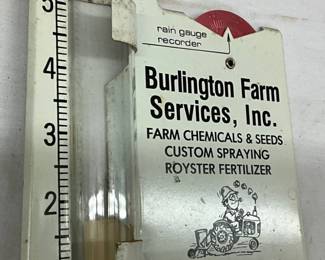 5
4
3
2
rain gauge
recorder
Burlington Farm
Services, Inc.
FARM CHEMICALS & SEEDS
CUSTOM SPRAYING
ROYSTER FERTILIZER